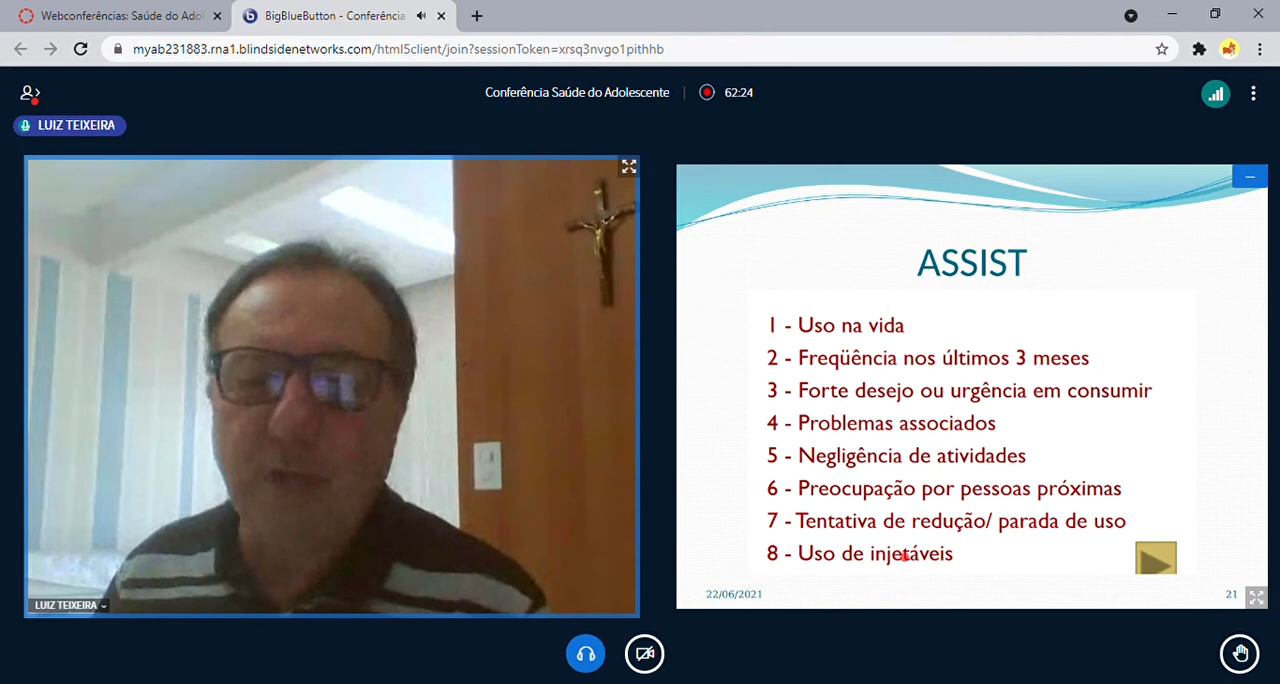 Webconferências: Saúde do Adol
BigBlueButton - Conferência
myab231883.rna1.blindsidenetworks.com/html5client/join?sessionToken=xrsq3nvgo1pithhb
Conferência Saúde do Adolescente | 62:24
LUIZ TEIXEIRA
ASSIST
1 - Uso na vida
2 - Freqüência nos últimos 3 meses
3 - Forte desejo ou urgência em consumir
4 - Problemas associados
5 - Negligência de atividades
6 - Preocupação por pessoas próximas
7 - Tentativa de redução/ parada de uso
8 - Uso de injetáveis
22/06/2021
21
LUIZ TEIXEIRA